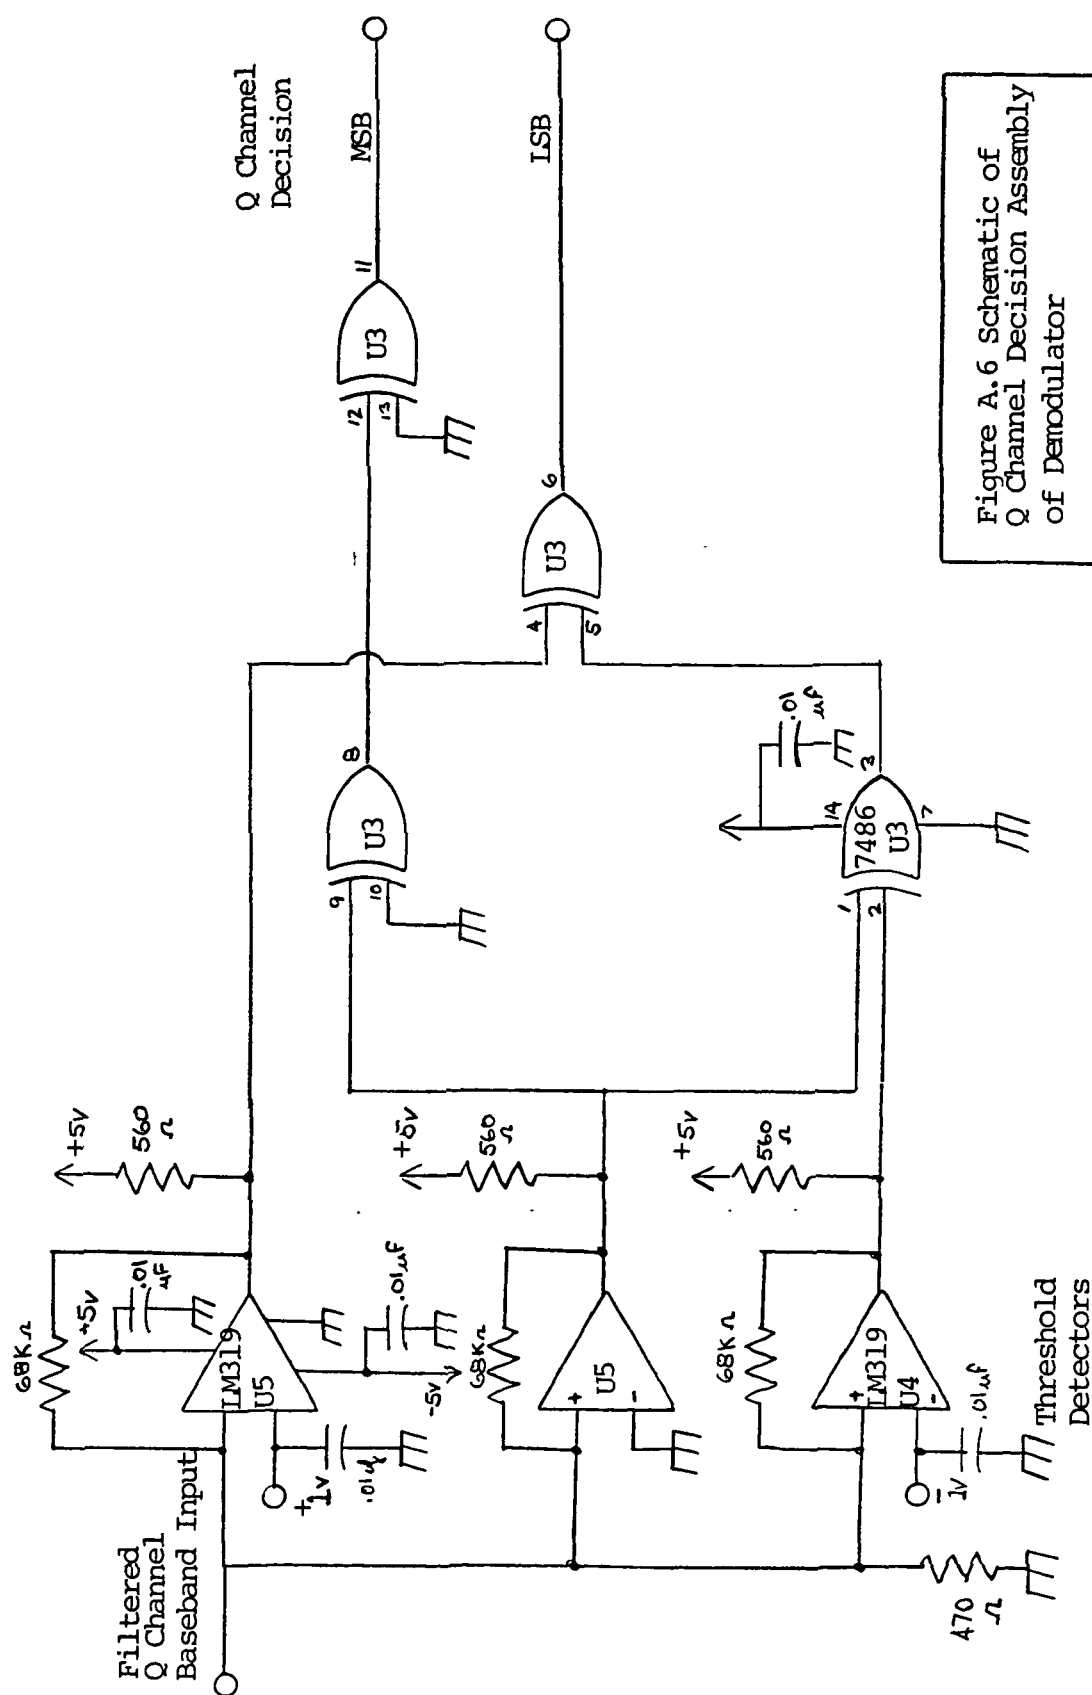 Filtered
Q Channel
Baseband Input
68KΩ
+5v
.01
µF
LM319
U5
+
1v
.01µf
-5v
.01µF
+5v
560
Ω
68KΩ
+
-
U5
+5v
560
Ω
68KΩ
+
LM319
U4
-
-
1v
.01µf
+5v
560
Ω
470
Ω
Threshold
Detectors
9
10
U3
8
1
2
7486
U3
14
7
3
.01
µF
4
5
U3
6
12
13
U3
11
MSB
LSB
Q Channel
Decision
Figure A.6 Schematic of
Q Channel Decision Assembly
of Demodulator